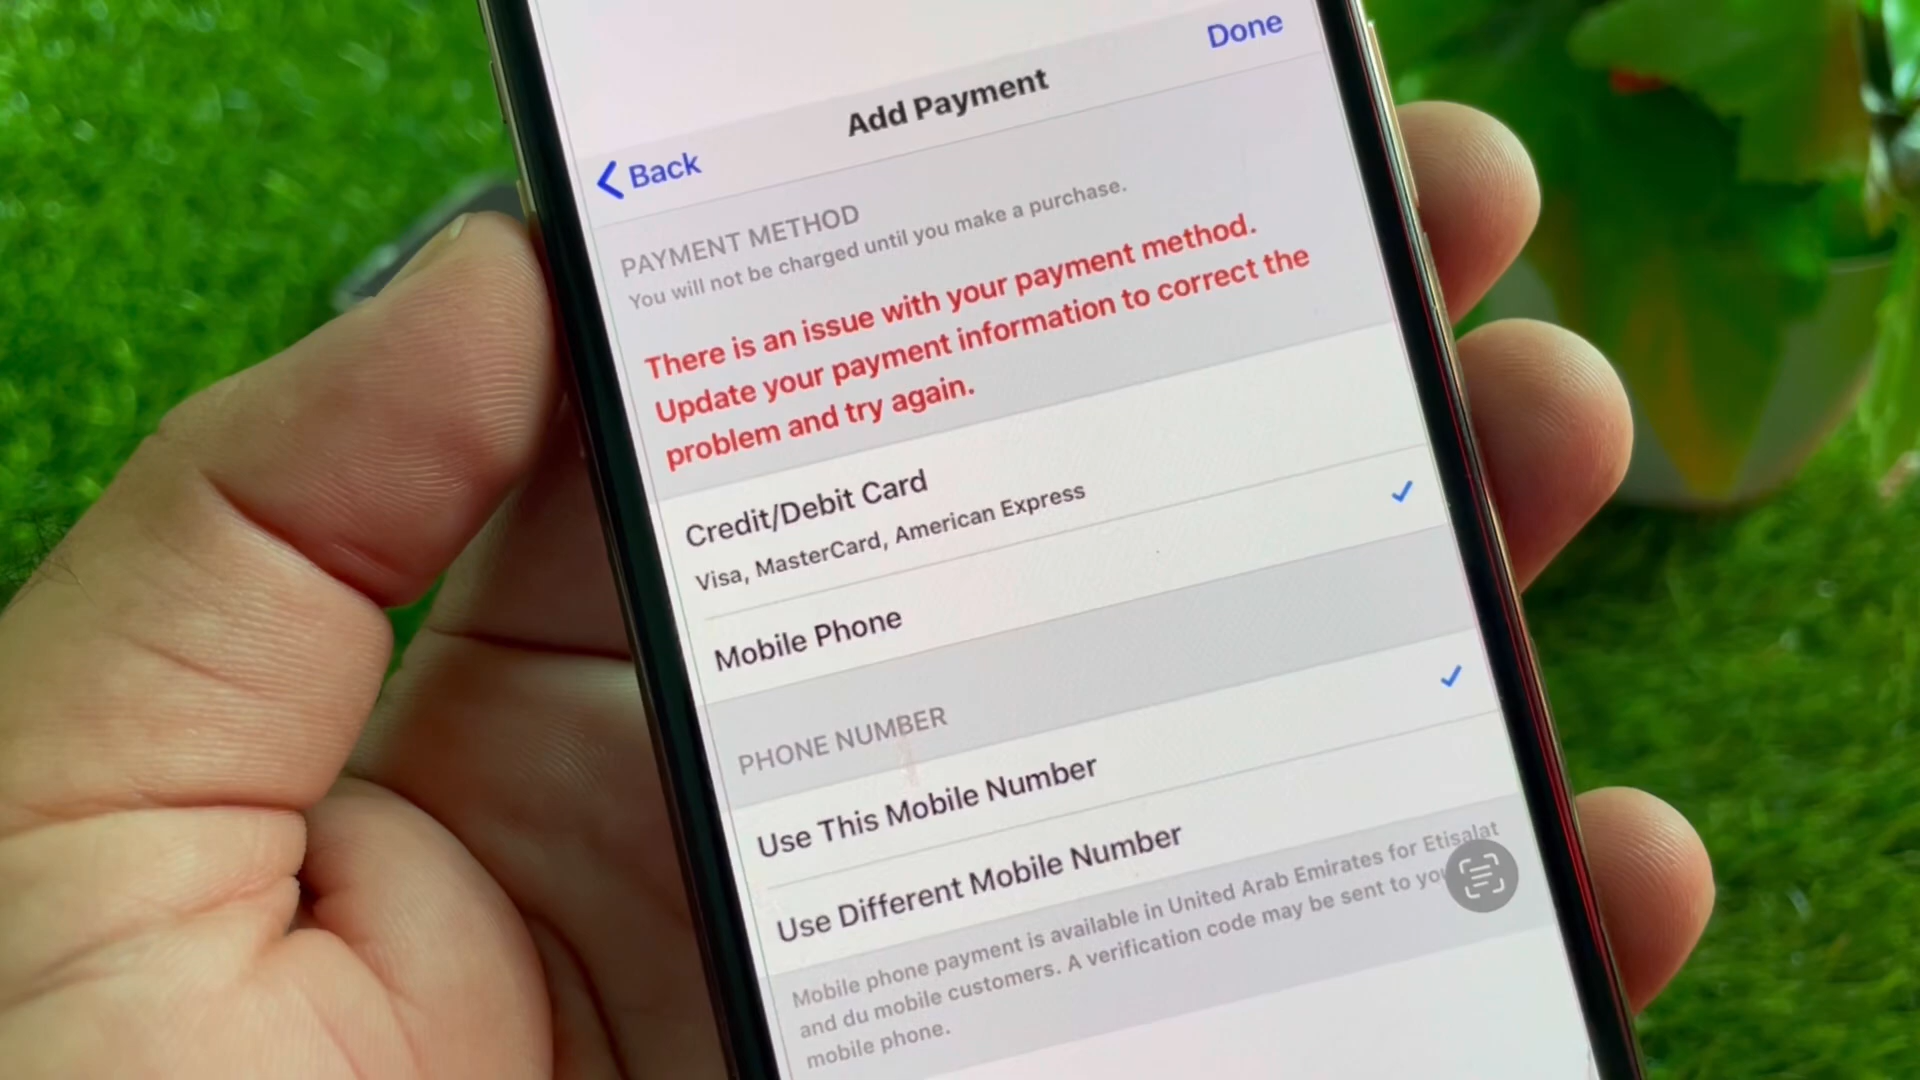 Done
Add Payment
Back
PAYMENT METHOD
You will not be charged until you make a purchase.
There is an issue with your payment method.
Update your payment information to correct the
problem and try again.
Credit/Debit Card
Visa, MasterCard, American Express
Mobile Phone
PHONE NUMBER
Use This Mobile Number
Use Different Mobile Number
Mobile phone payment is available in United Arab Emirates for Etisalat
and du mobile customers. A verification code may be sent to
mobile phone.